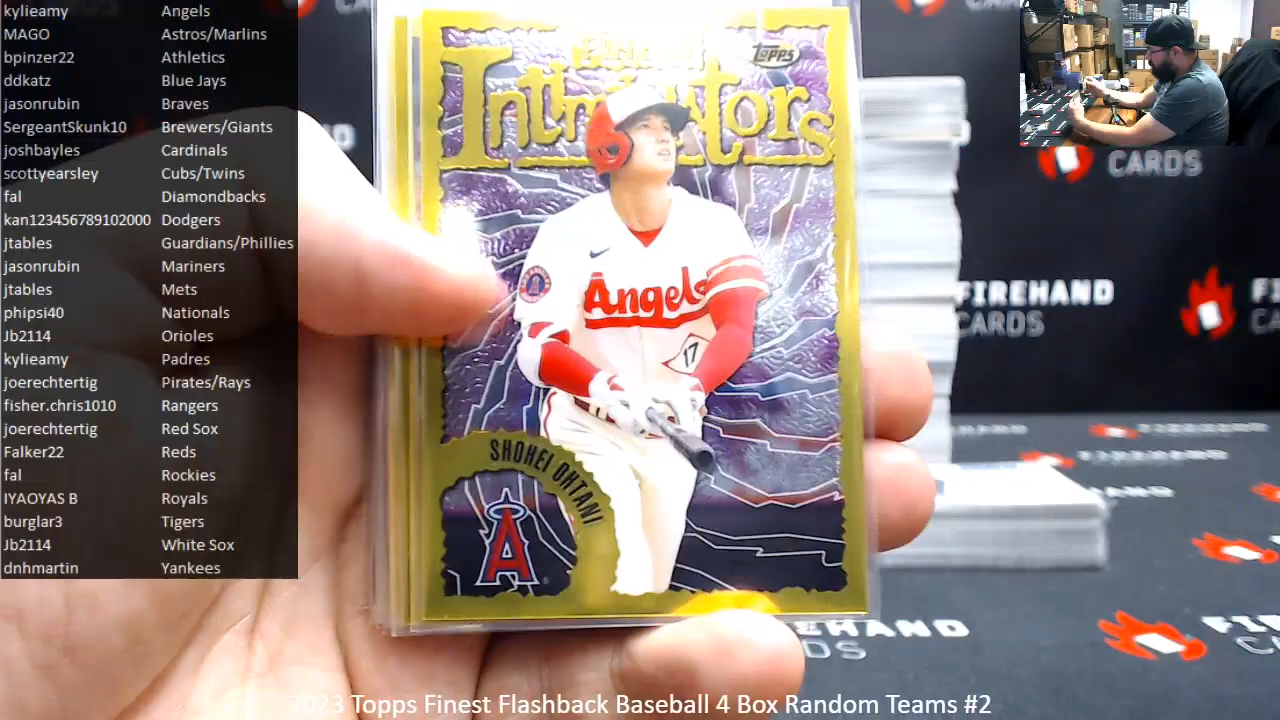 kylieamy Angels
MAGO Astros/Marlins
bpinzer22 Athletics
ddkatz Blue Jays
jasonrubin Braves
SergeantSkunk10 Brewers/Giants
joshbayles Cardinals
scottyearsley Cubs/Twins
fal Diamondbacks
kan123456789102000 Dodgers
jtables Guardians/Phillies
jasonrubin Mariners
jtables Mets
phipsi40 Nationals
Jb2114 Orioles
kylieamy Padres
joerechtertig Pirates/Rays
fisher.chris1010 Rangers
joerechtertig Red Sox
Falker22 Reds
fal Rockies
IYAOYAS B Royals
burglar3 Tigers
Jb2114 White Sox
dnhmartin Yankees
Topps
Angels
17
SHOHEI OHTANI
A
CARDS
FIREHAND
CARDS
2023 Topps Finest Flashback Baseball 4 Box Random Teams #2